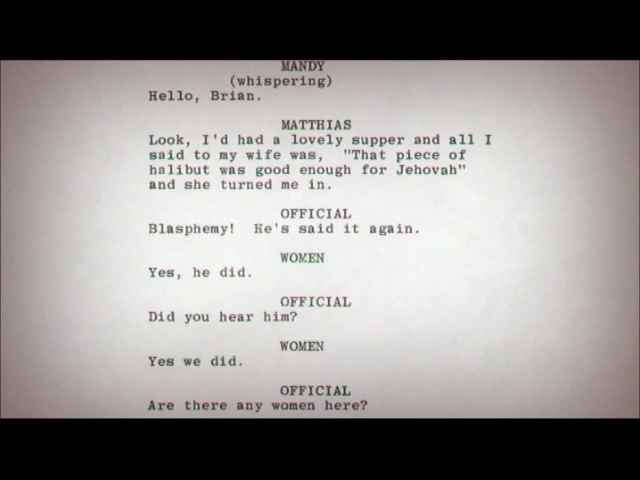 MANDY
(whispering)
Hello, Brian.
MATTHIAS
Look, I'd had a lovely supper and all I
said to my wife was,  "That piece of
halibut was good enough for Jehovah"
and she turned me in.
OFFICIAL
Blasphemy!  He's said it again.
WOMEN
Yes, he did.
OFFICIAL
Did you hear him?
WOMEN
Yes we did.
OFFICIAL
Are there any women here?